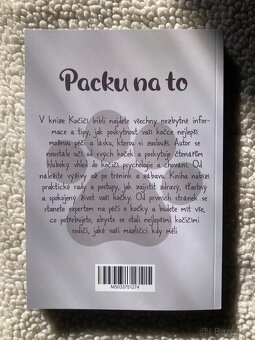 Packu na to
V knize Kočičí bibli najdete všechny nezbytné infor-
mace a tipy, jak poskytnout vaší kočce nejlepší
možnou péči a lásku, kterou si zaslouží. Autor se
neustále učí od svých koček a poskytuje čtenářům
hluboký vhled do kočičí psychologie a chování. Od
náležité výživy až po trénink a zábavu. Kniha nabízí
praktické rady a postupy, jak zajistit zdravý, šťastný
a spokojený život vaší kočky. Od prvních stránek se
stanete expertem na péči o kočky a budete mít vše,
co potřebujete, abyste se stali nejlepšími kočičími
rodiči, jaké vaši mazlíčci kdy měli
MS033751274